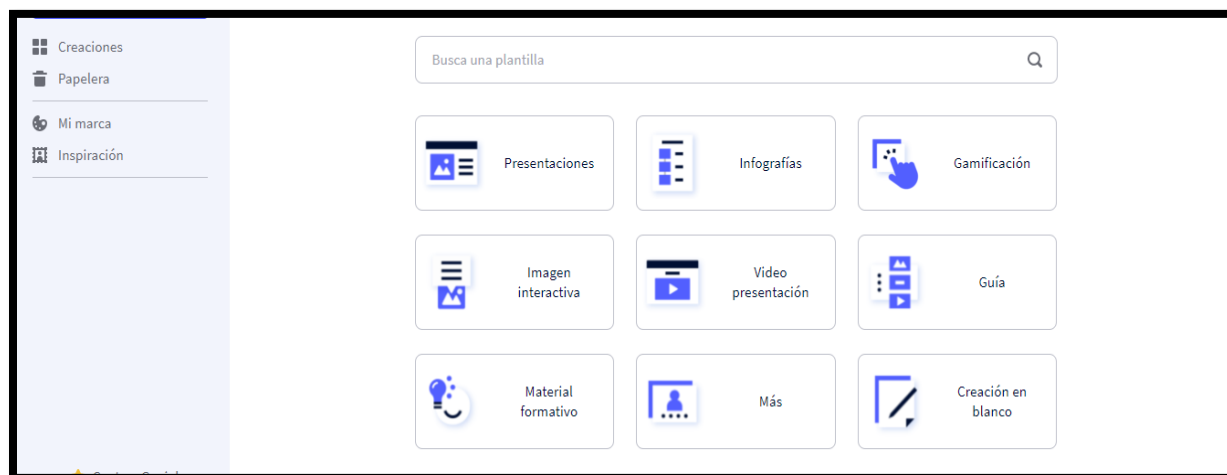 Creaciones
Papelera
Mi marca
Inspiración
Busca una plantilla
Presentaciones
Infografías
Gamificación
Imagen
interactiva
Video
presentación
Guía
Material
formativo
Más
Creación en
blanco